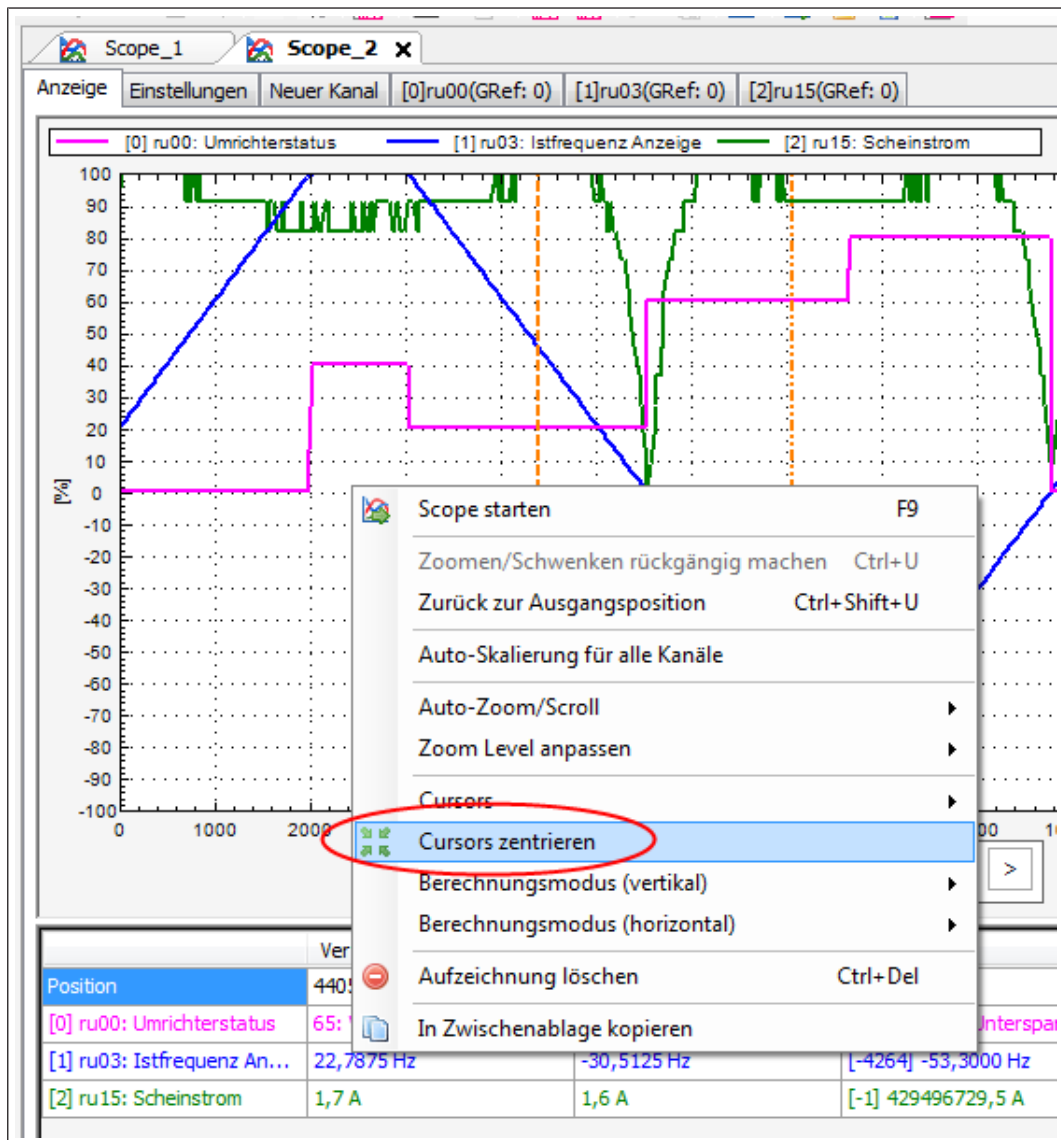 Scope_1 Scope_2
Anzeige Einstellungen Neuer Kanal [0]ru00(GRef: 0) [1]ru03(GRef: 0) [2]ru15(GRef: 0)
[0] ru00: Umrichterstatus [1] ru03: Istfrequenz Anzeige [2] ru15: Scheinstrom
100
90
80
70
60
50
40
30
20
10
0
-10
-20
-30
-40
-50
-60
-70
-80
-90
-100
[%]
0 1000
Scope starten F9
Zoomen/Schwenken rückgängig machen Ctrl+U
Zurück zur Ausgangsposition Ctrl+Shift+U
Auto-Skalierung für alle Kanäle
Auto-Zoom/Scroll
Zoom Level anpassen
Cursors
Cursors zentrieren
Berechnungsmodus (vertikal)
Berechnungsmodus (horizontal)
Aufzeichnung löschen Ctrl+Del
In Zwischenablage kopieren
>
Ver
Position 4405
[0] ru00: Umrichterstatus 65:
[1] ru03: Istfrequenz An... 22,7875 Hz -30,5125 Hz [-4264] -53,3000 Hz
[2] ru15: Scheinstrom 1,7 A 1,6 A [-1] 429496729,5 A